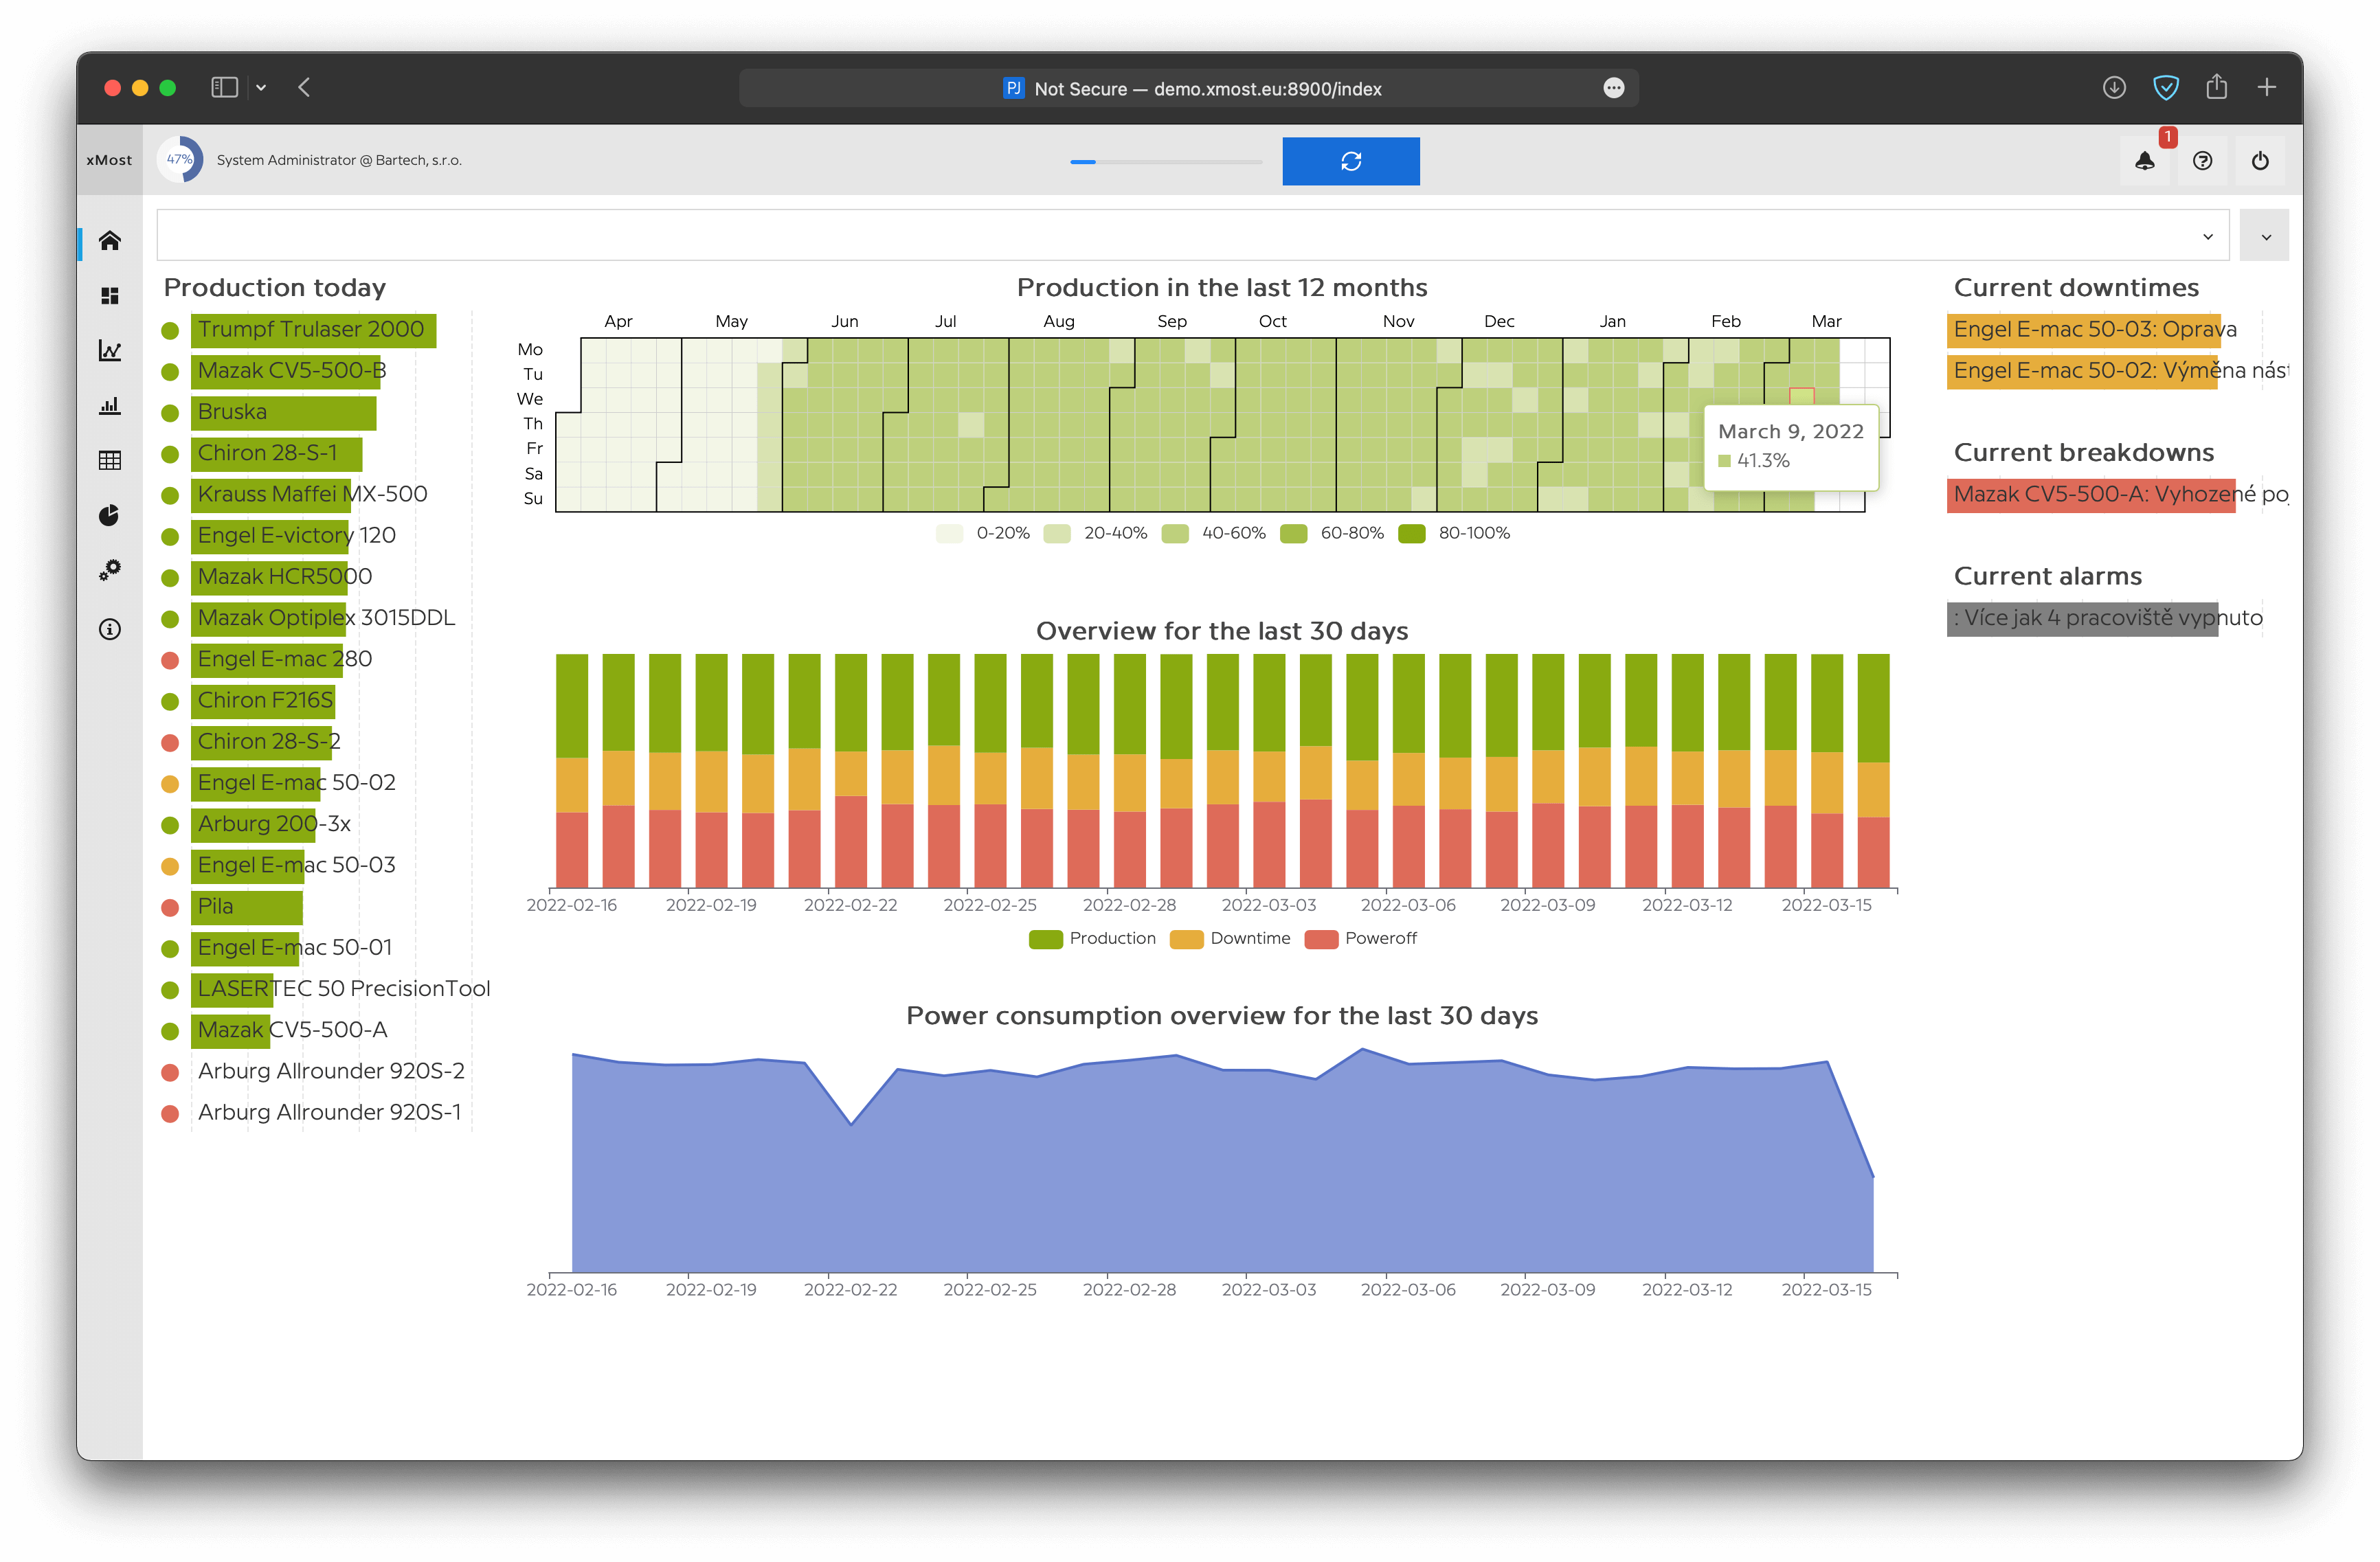 Not Secure — demo.xmost.eu:8900/index
xMost
47%
System Administrator @ Bartech, s.r.o.
1
Production today
Trumpf Trulaser 2000
Mazak CV5-500-B
Bruska
Chiron 28-S-1
Krauss Maffei MX-500
Engel E-victory 120
Mazak HCR5000
Mazak Optiplex 3015DDL
Engel E-mac 280
Chiron F216S
Chiron 28-S-2
Engel E-mac 50-02
Arburg 200-3x
Engel E-mac 50-03
Pila
Engel E-mac 50-01
LASERTEC 50 PrecisionTool
Mazak CV5-500-A
Arburg Allrounder 920S-2
Arburg Allrounder 920S-1
Production in the last 12 months
Apr May Jun Jul Aug Sep Oct Nov Dec Jan Feb Mar
Mo
Tu
We
Th
Fr
Sa
Su
March 9, 2022
41.3%
0-20% 20-40% 40-60% 60-80% 80-100%
Overview for the last 30 days
2022-02-16 2022-02-19 2022-02-22 2022-02-25 2022-02-28 2022-03-03 2022-03-06 2022-03-09 2022-03-12 2022-03-15
Production Downtime Poweroff
Power consumption overview for the last 30 days
2022-02-16 2022-02-19 2022-02-22 2022-02-25 2022-02-28 2022-03-03 2022-03-06 2022-03-09 2022-03-12 2022-03-15
Current downtimes
Engel E-mac 50-03: Oprava
Engel E-mac 50-02: Výměna
Current breakdowns
Mazak CV5-500-A: Vyhozené
Current alarms
: Více jak 4 pracoviště vypnuto